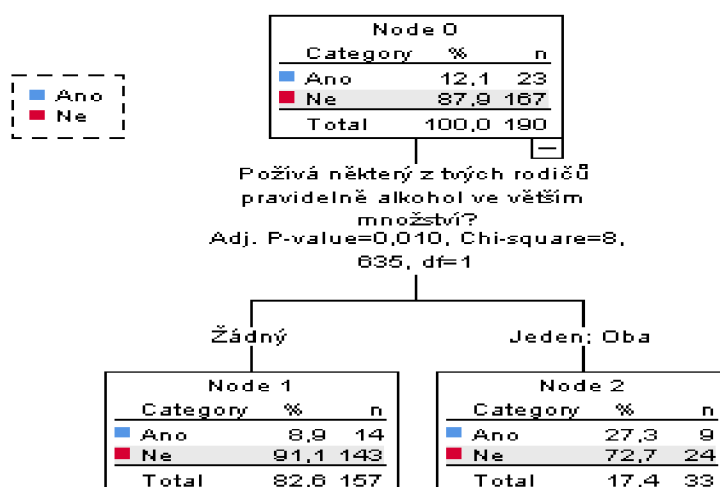 Node 0
Category % n
Ano 12,1 23
Ne 87,9 167
Total 100,0 190
Ano
Ne
Požívá některý z tvých rodičů
pravidelně alkohol ve větším
množství?
Adj. P-value=0,010, Chi-square=8,
635, df=1
Žádný
Jeden; Oba
Node 1
Category % n
Ano 8,9 14
Ne 91,1 143
Total 82,6 157
Node 2
Category % n
Ano 27,3 9
Ne 72,7 24
Total 17,4 33